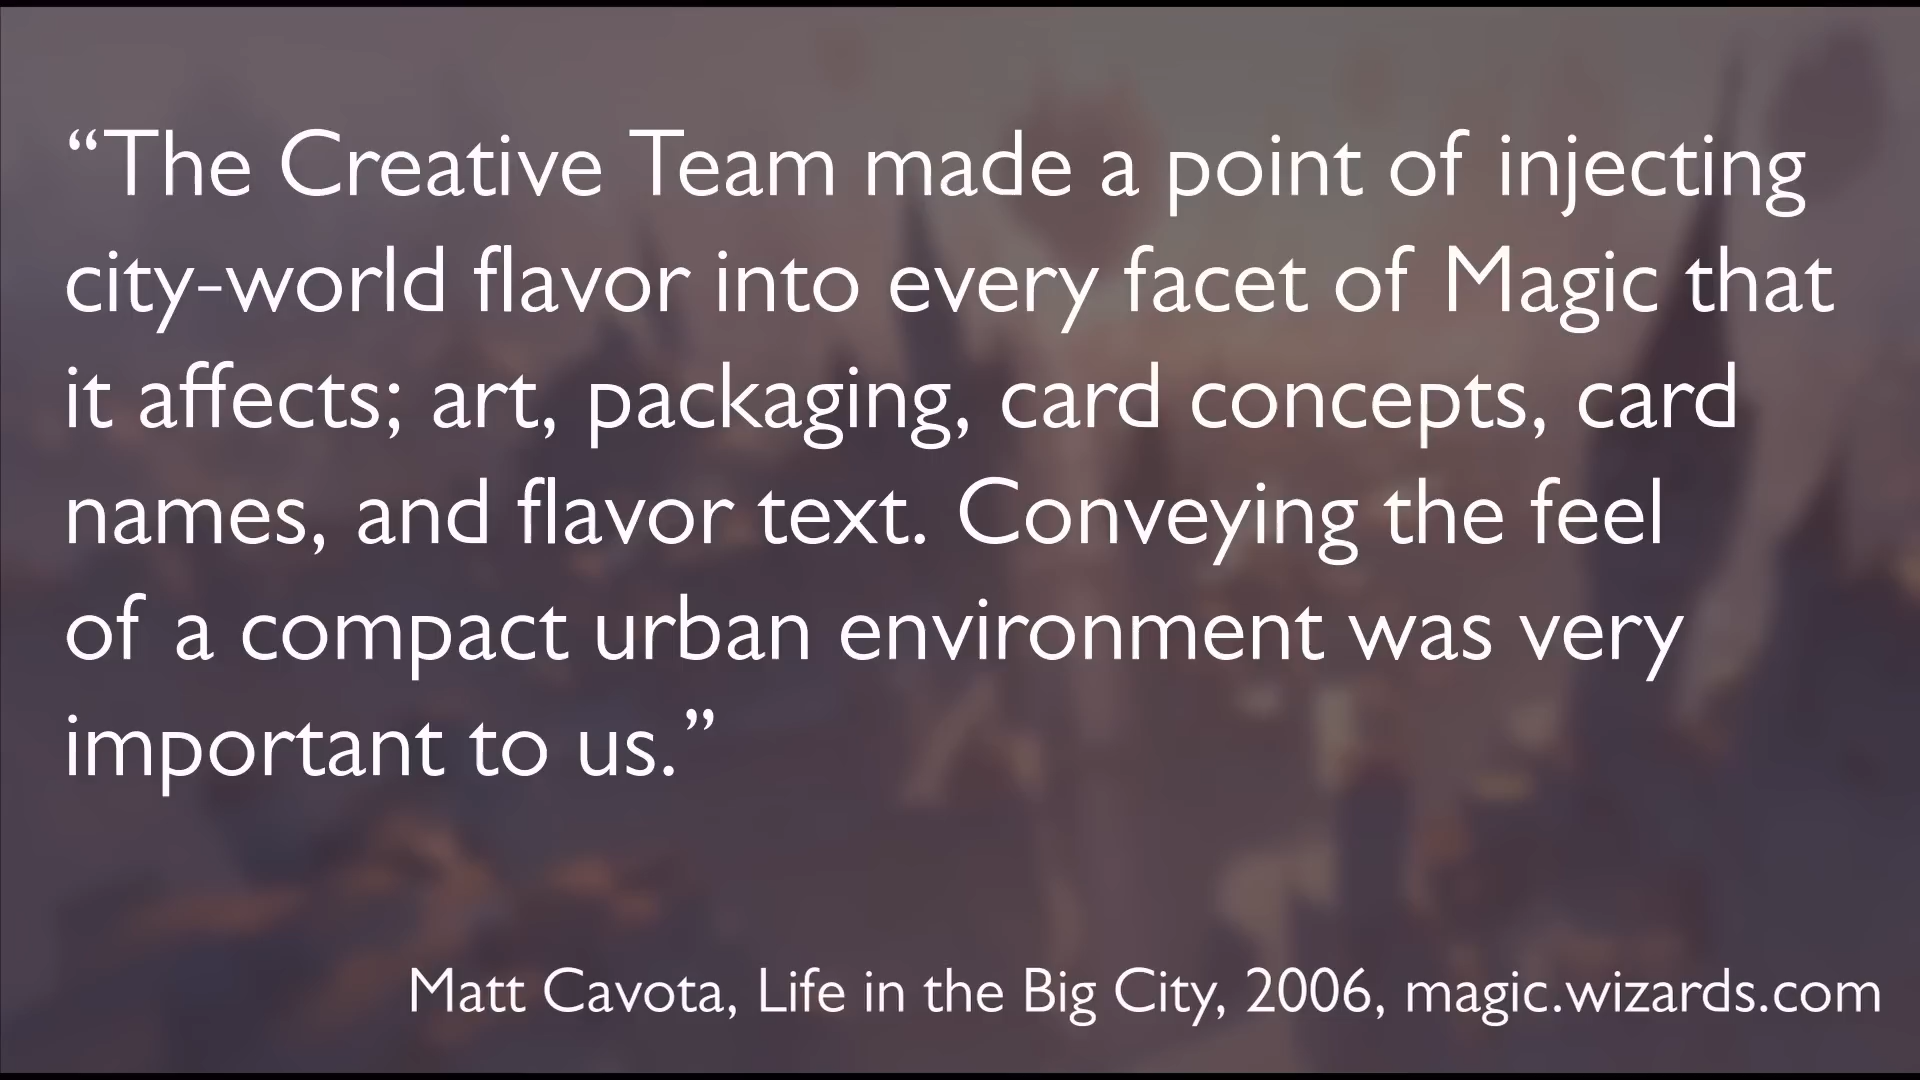 “The Creative Team made a point of injecting
city-world flavor into every facet of Magic that
it affects; art, packaging, card concepts, card
names, and flavor text. Conveying the feel
of a compact urban environment was very
important to us.”
Matt Cavota, Life in the Big City, 2006, magic.wizards.com